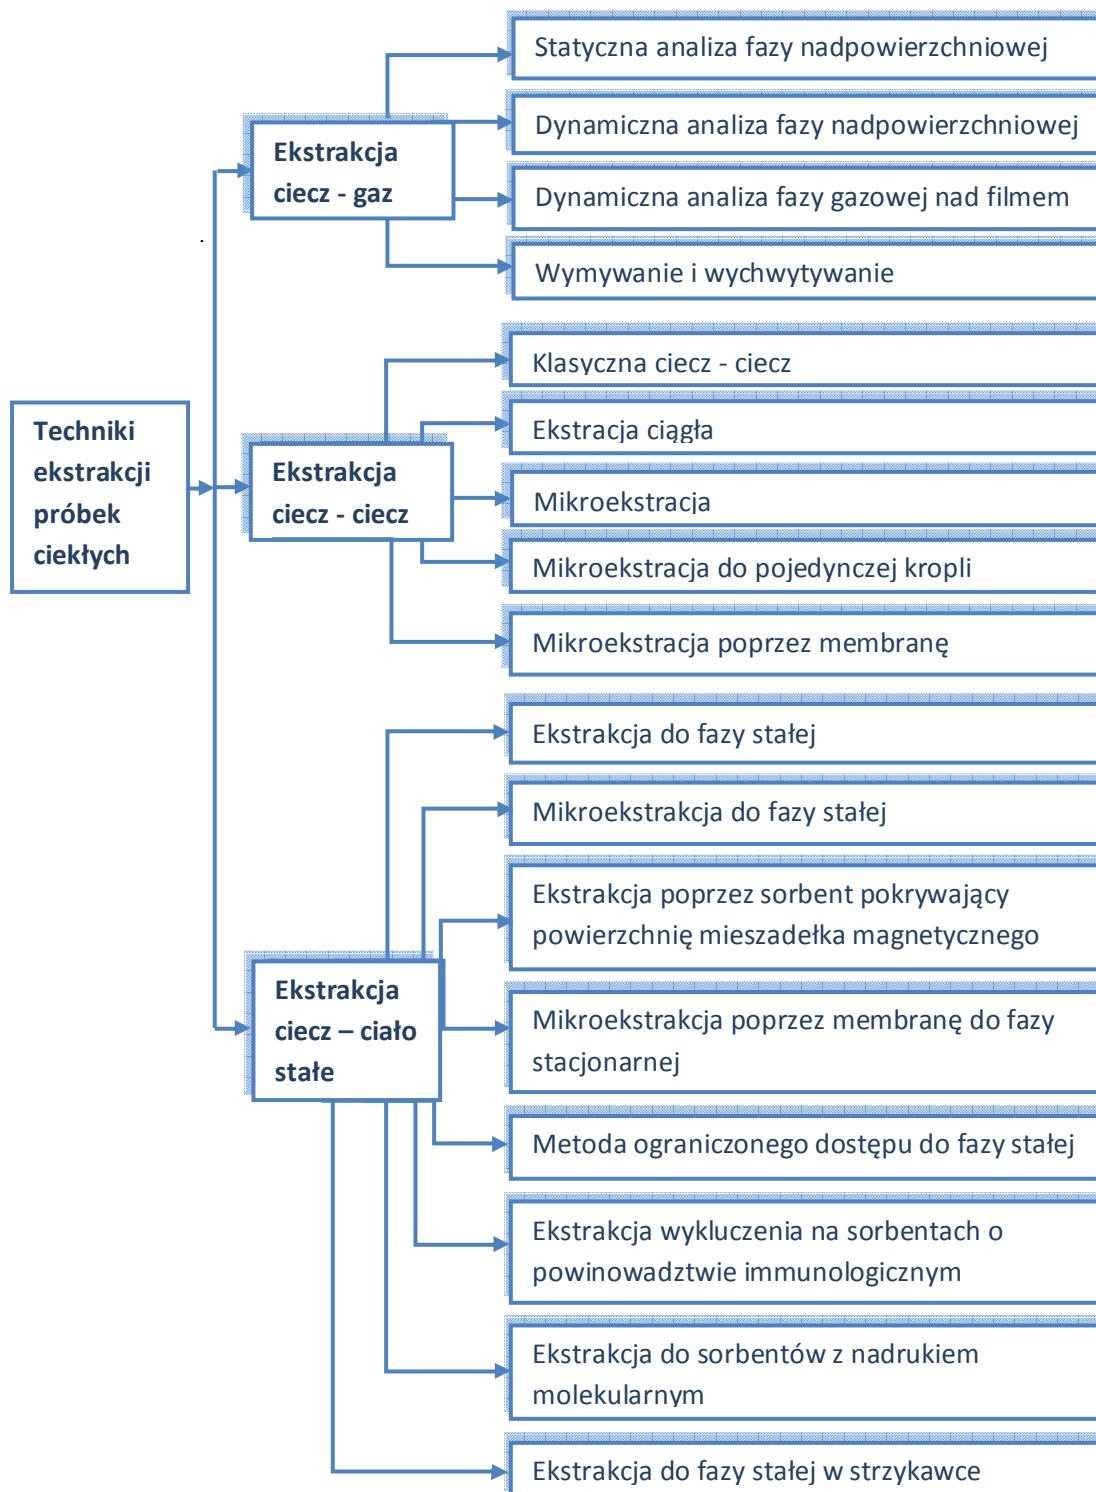 Techniki
ekstrakcji
próbek
ciekłych
Ekstrakcja
ciecz - gaz
Statyczna analiza fazy nadpowierzchniowej
Dynamiczna analiza fazy nadpowierzchniowej
Dynamiczna analiza fazy gazowej nad filmem
Wymywanie i wychwytywanie
Ekstrakcja
ciecz - ciecz
Klasyczna ciecz - ciecz
Ekstracja ciągła
Mikroekstracja
Mikroekstracja do pojedynczej kropli
Mikroekstracja poprzez membranę
Ekstrakcja
ciecz – ciało
stałe
Ekstrakcja do fazy stałej
Mikroekstrakcja do fazy stałej
Ekstrakcja poprzez sorbent pokrywający
powierzchnię mieszadełka magnetycznego
Mikroekstrakcja poprzez membranę do fazy
stacjonarnej
Metoda ograniczonego dostępu do fazy stałej
Ekstrakcja wykluczenia na sorbentach o
powinowadztwie immunologicznym
Ekstrakcja do sorbentów z nadrukiem
molekularnym
Ekstrakcja do fazy stałej w strzykawce